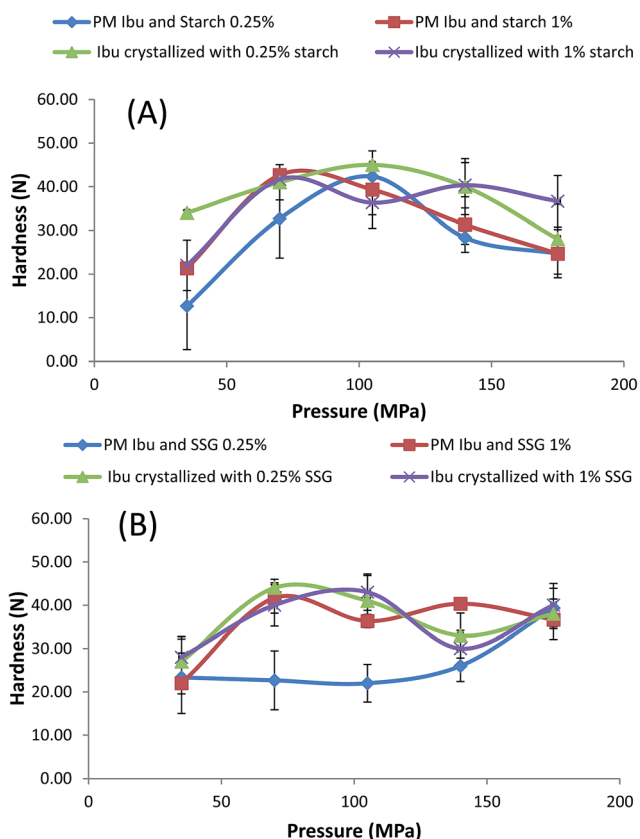 PM Ibu and Starch 0.25% PM Ibu and starch 1%
Ibu crystallized with 0.25% starch Ibu crystallized with 1% starch
(A)
Hardness (N)
60.00
50.00
40.00
30.00
20.00
10.00
0.00
0 50 100 150 200
Pressure (MPa)
PM Ibu and SSG 0.25% PM Ibu and SSG 1%
Ibu crystallized with 0.25% SSG Ibu crystallized with 1% SSG
(B)
Hardness (N)
60.00
50.00
40.00
30.00
20.00
10.00
0.00
0 50 100 150 200
Pressure (MPa)